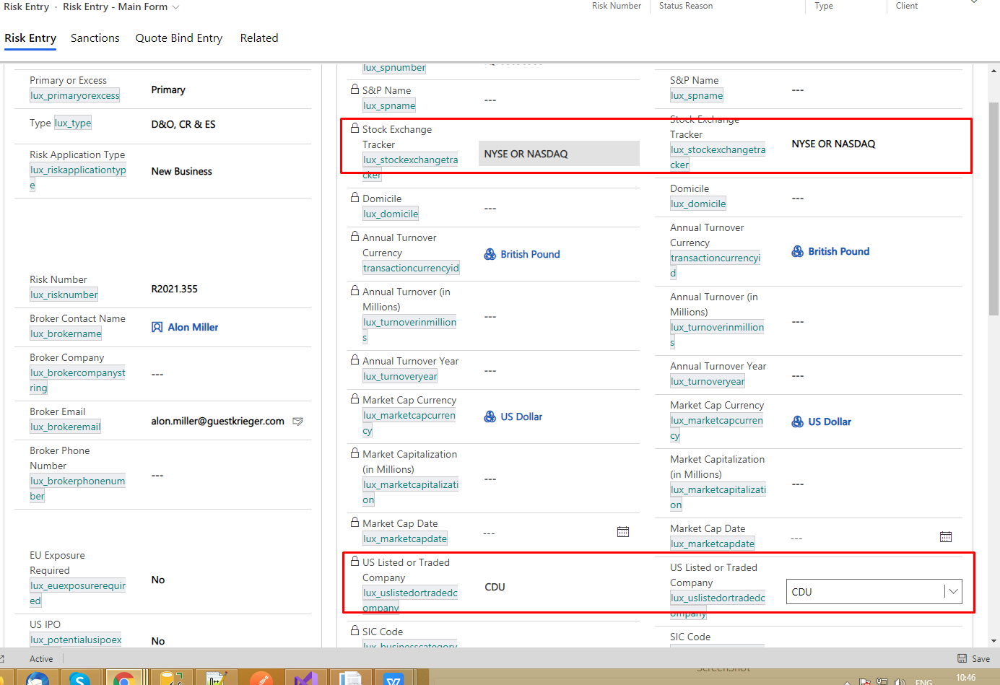 Risk Entry · Risk Entry - Main Form
Risk Number
Status Reason
Type
Client
Risk Entry
Sanctions
Quote Bind Entry
Related
Primary or Excess
lux_primaryorexcess
Primary
Type lux_type
D&O, CR & ES
Risk Application Type
lux_riskapplicationtyp
e
New Business
Risk Number
lux_risknumber
R2021.355
Broker Contact Name
lux_brokername
Alon Miller
Broker Company
lux_brokercompanyst
ring
---
Broker Email
lux_brokeremail
alon.miller@guestkrieger.com
Broker Phone
Number
lux_brokerphonenum
ber
---
EU Exposure
Required
lux_euexposurerequir
ed
No
US IPO
lux_potentialusipoex
No
lux_spnumber
S&P Name
lux_spname
---
Stock Exchange
Tracker
lux_stockexchangetra
cker
NYSE OR NASDAQ
Domicile
lux_domicile
---
Annual Turnover
Currency
transactioncurrencyid
British Pound
Annual Turnover (in
Millions)
lux_turnoverinmillion
s
---
Annual Turnover Year
lux_turnoveryear
---
Market Cap Currency
lux_marketcapcurren
cy
US Dollar
Market Capitalization
(in Millions)
lux_marketcapitalizati
on
---
Market Cap Date
lux_marketcapdate
---
US Listed or Traded
Company
lux_uslistedortradedc
ompany
CDU
SIC Code
lux_businesscategory
S&P Name
lux_spname
---
Stock Exchange
Tracker
lux_stockexchangetra
cker
NYSE OR NASDAQ
Domicile
lux_domicile
---
Annual Turnover
Currency
transactioncurrencyi
d
British Pound
Annual Turnover (in
Millions)
lux_turnoverinmillion
s
---
Annual Turnover Year
lux_turnoveryear
---
Market Cap Currency
lux_marketcapcurren
cy
US Dollar
Market Capitalization
(in Millions)
lux_marketcapitalizati
on
---
Market Cap Date
lux_marketcapdate
---
US Listed or Traded
Company
lux_uslistedortradedc
ompany
CDU
SIC Code
Active
Save
ScreenShot
ENG
10:46